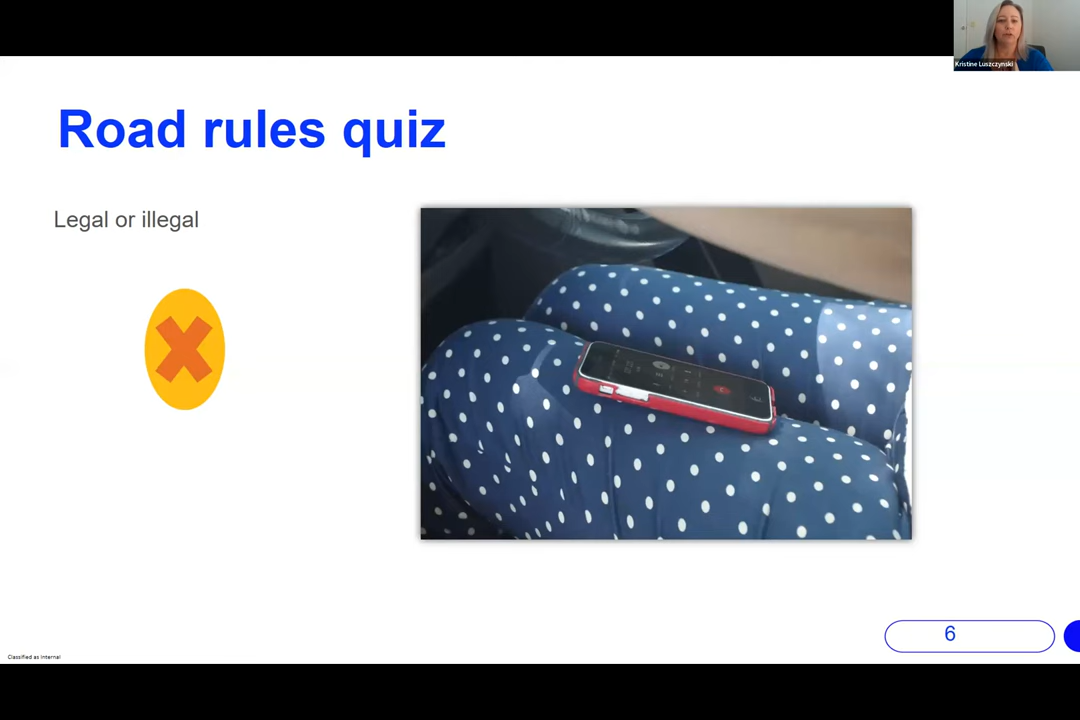 Kristine Luszczynski
Road rules quiz
Legal or illegal
6
Classified as Internal